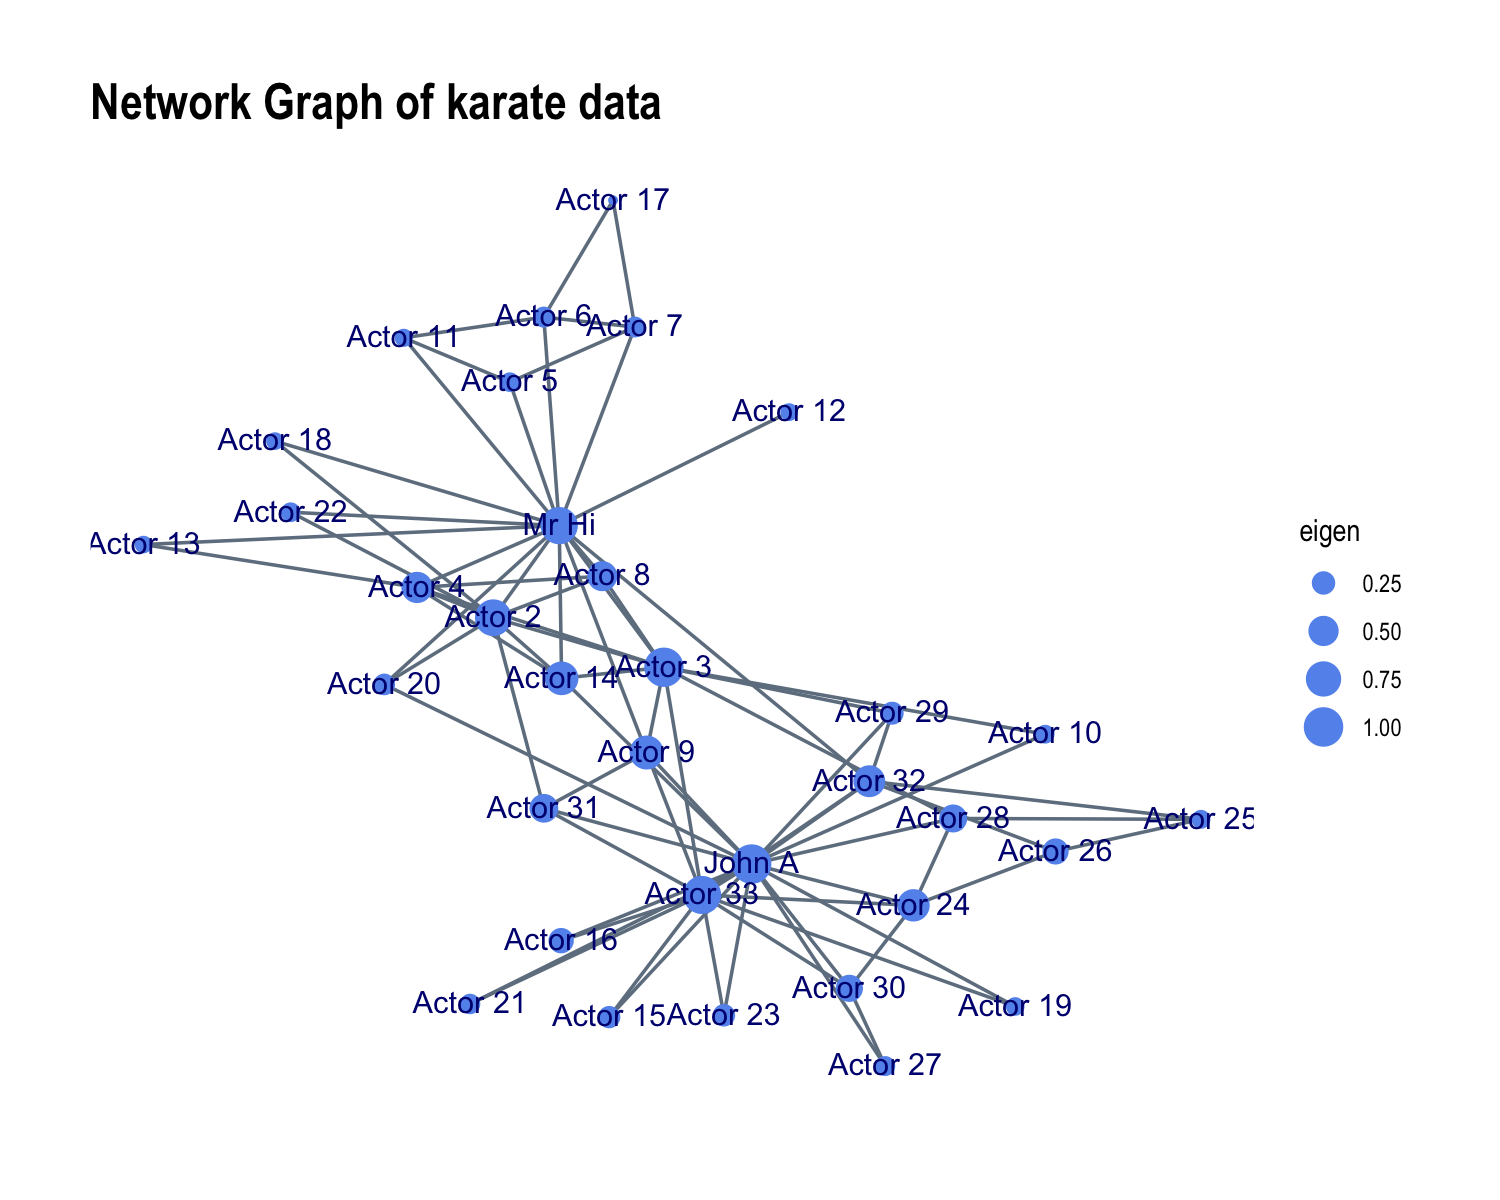 Network Graph of karate data
Actor 17
Actor 6
Actor 7
Actor 11
Actor 5
Actor 12
Actor 18
Actor 22
Mr Hi
Actor 13
Actor 8
Actor 4
Actor 2
Actor 3
Actor 14
Actor 20
Actor 29
Actor 10
Actor 9
Actor 32
Actor 31
Actor 28
Actor 25
Actor 26
John A
Actor 33
Actor 24
Actor 16
Actor 30
Actor 21
Actor 15
Actor 23
Actor 19
Actor 27
eigen
0.25
0.50
0.75
1.00